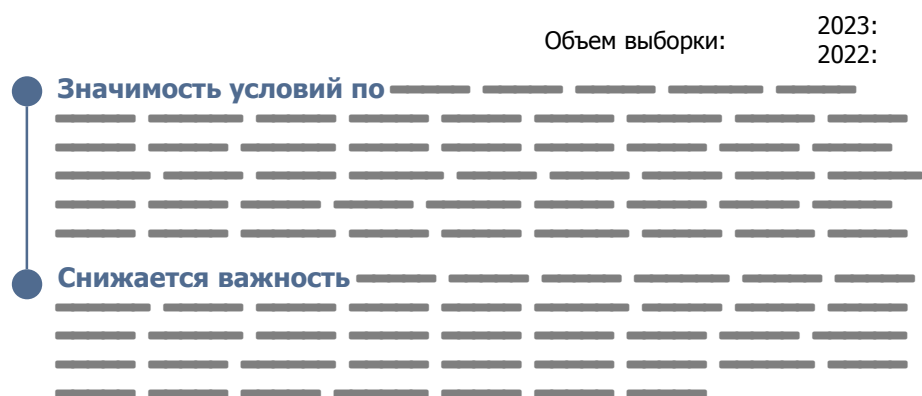 2023:
Объем выборки:
2022:
Значимость условий по
Снижается важность